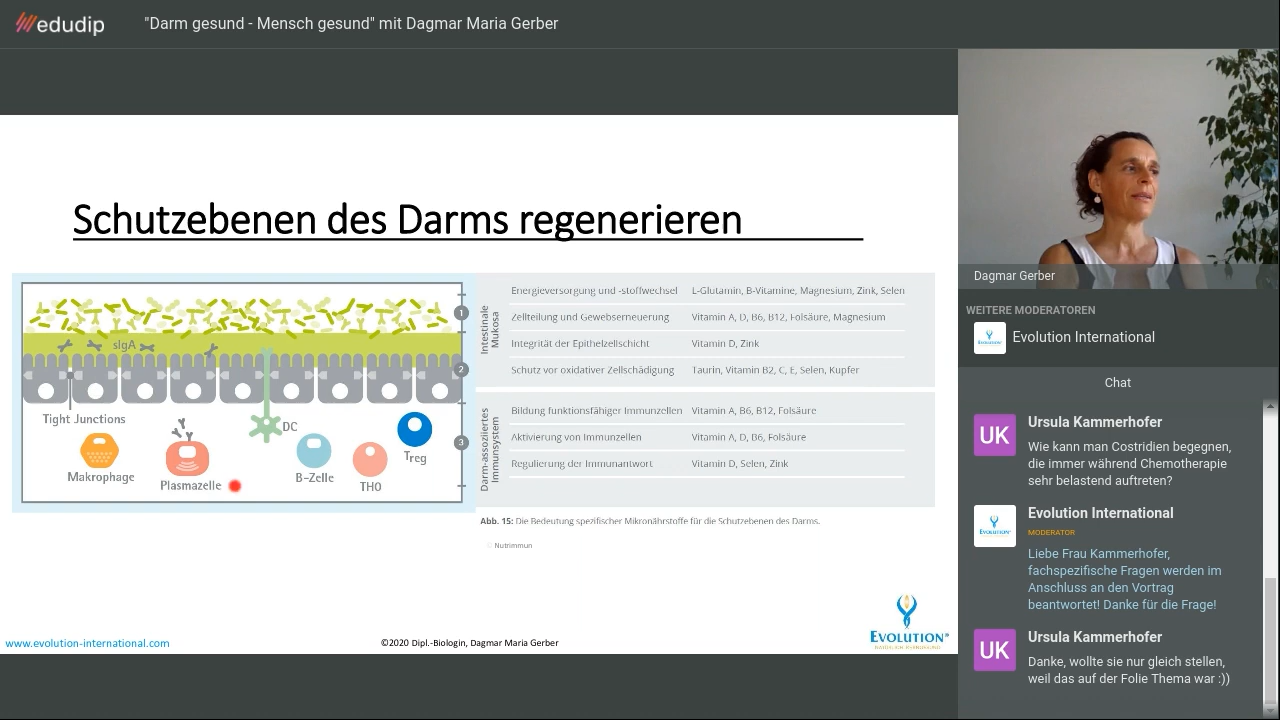 edudip
"Darm gesund - Mensch gesund" mit Dagmar Maria Gerber
Schutzebenen des Darms regenerieren
sIgA
1
2
3
Tight Junctions
DC
Makrophage
Plasmazelle
B-Zelle
TH0
Treg
Intestinale
Mukosa
Energieversorgung und -stoffwechsel L-Glutamin, B-Vitamine, Magnesium, Zink, Selen
Zellteilung und Gewebserneuerung Vitamin A, D, B6, B12, Folsäure, Magnesium
Integrität der Epithelzellschicht Vitamin D, Zink
Schutz vor oxidativer Zellschädigung Taurin, Vitamin B2, C, E, Selen, Kupfer
Darm-assoziiertes
Immunsystem
Bildung funktionsfähiger Immunzellen Vitamin A, B6, B12, Folsäure
Aktivierung von Immunzellen Vitamin A, D, B6, Folsäure
Regulierung der Immunantwort Vitamin D, Selen, Zink
Abb. 15: Die Bedeutung spezifischer Mikronährstoffe für die Schutzebenen des Darms.
© Nutrimmun
www.evolution-international.com
©2020 Dipl.-Biologin, Dagmar Maria Gerber
EVOLUTION®
Dagmar Gerber
WEITERE MODERATOREN
Evolution International
Chat
UK
Ursula Kammerhofer
Wie kann man Costridien begegnen,
die immer während Chemotherapie
sehr belastend auftreten?
Evolution International
MODERATOR
Liebe Frau Kammerhofer,
fachspezifische Fragen werden im
Anschluss an den Vortrag
beantwortet! Danke für die Frage!
UK
Ursula Kammerhofer
Danke, wollte sie nur gleich stellen,
weil das auf der Folie Thema war :))